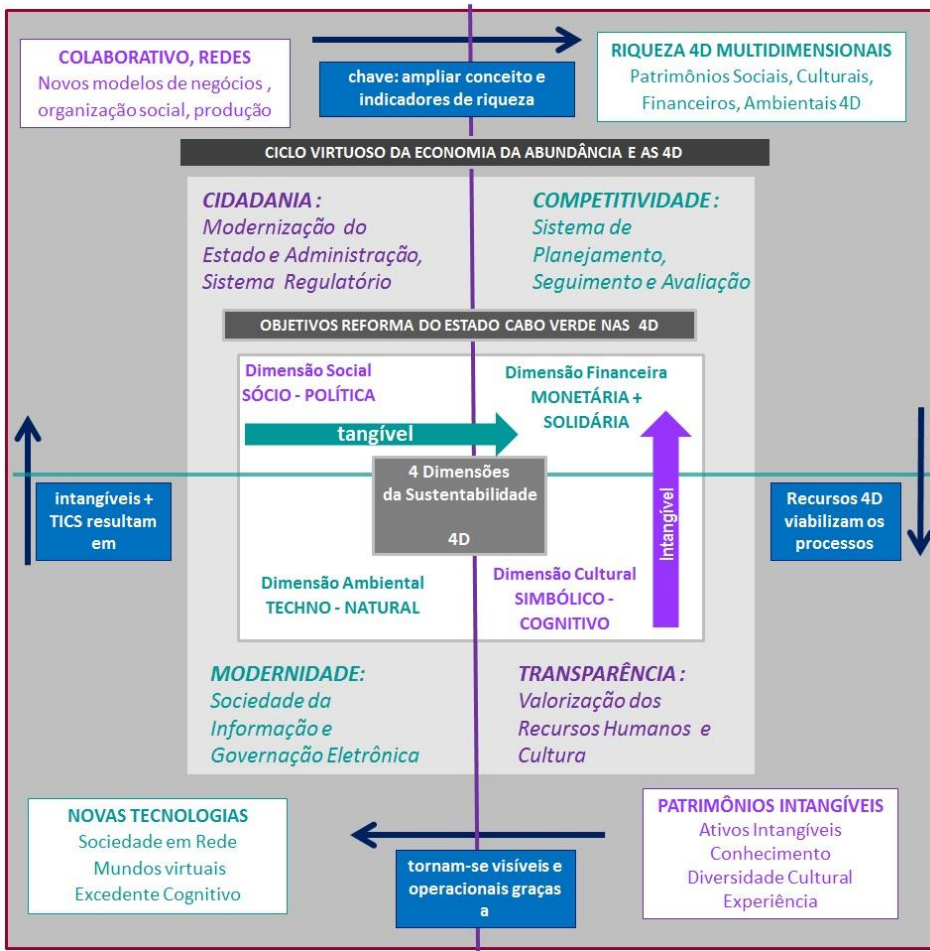 COLABORATIVO, REDES
Novos modelos de negócios ,
organização social, produção
chave: ampliar conceito e
indicadores de riqueza
RIQUEZA 4D MULTIDIMENSIONAIS
Patrimônios Sociais, Culturais,
Financeiros, Ambientais 4D
CICLO VIRTUOSO DA ECONOMIA DA ABUNDÂNCIA E AS 4D
CIDADANIA :
Modernização do
Estado e Administração,
Sistema Regulatório
COMPETITIVIDADE :
Sistema de
Planejamento,
Seguimento e Avaliação
OBJETIVOS REFORMA DO ESTADO CABO VERDE NAS 4D
Dimensão Social
SÓCIO - POLÍTICA
Dimensão Financeira
MONETÁRIA +
SOLIDÁRIA
tangível
4 Dimensões
da Sustentabilidade
4D
Intangível
intangíveis +
TICS resultam
em
Recursos 4D
viabilizam os
processos
Dimensão Ambiental
TECHNO - NATURAL
Dimensão Cultural
SIMBÓLICO -
COGNITIVO
MODERNIDADE:
Sociedade da
Informação e
Governação Eletrônica
TRANSPARÊNCIA :
Valorização dos
Recursos Humanos e
Cultura
NOVAS TECNOLOGIAS
Sociedade em Rede
Mundos virtuais
Excedente Cognitivo
tornam-se visíveis e
operacionais graças
a
PATRIMÔNIOS INTANGÍVEIS
Ativos Intangíveis
Conhecimento
Diversidade Cultural
Experiência